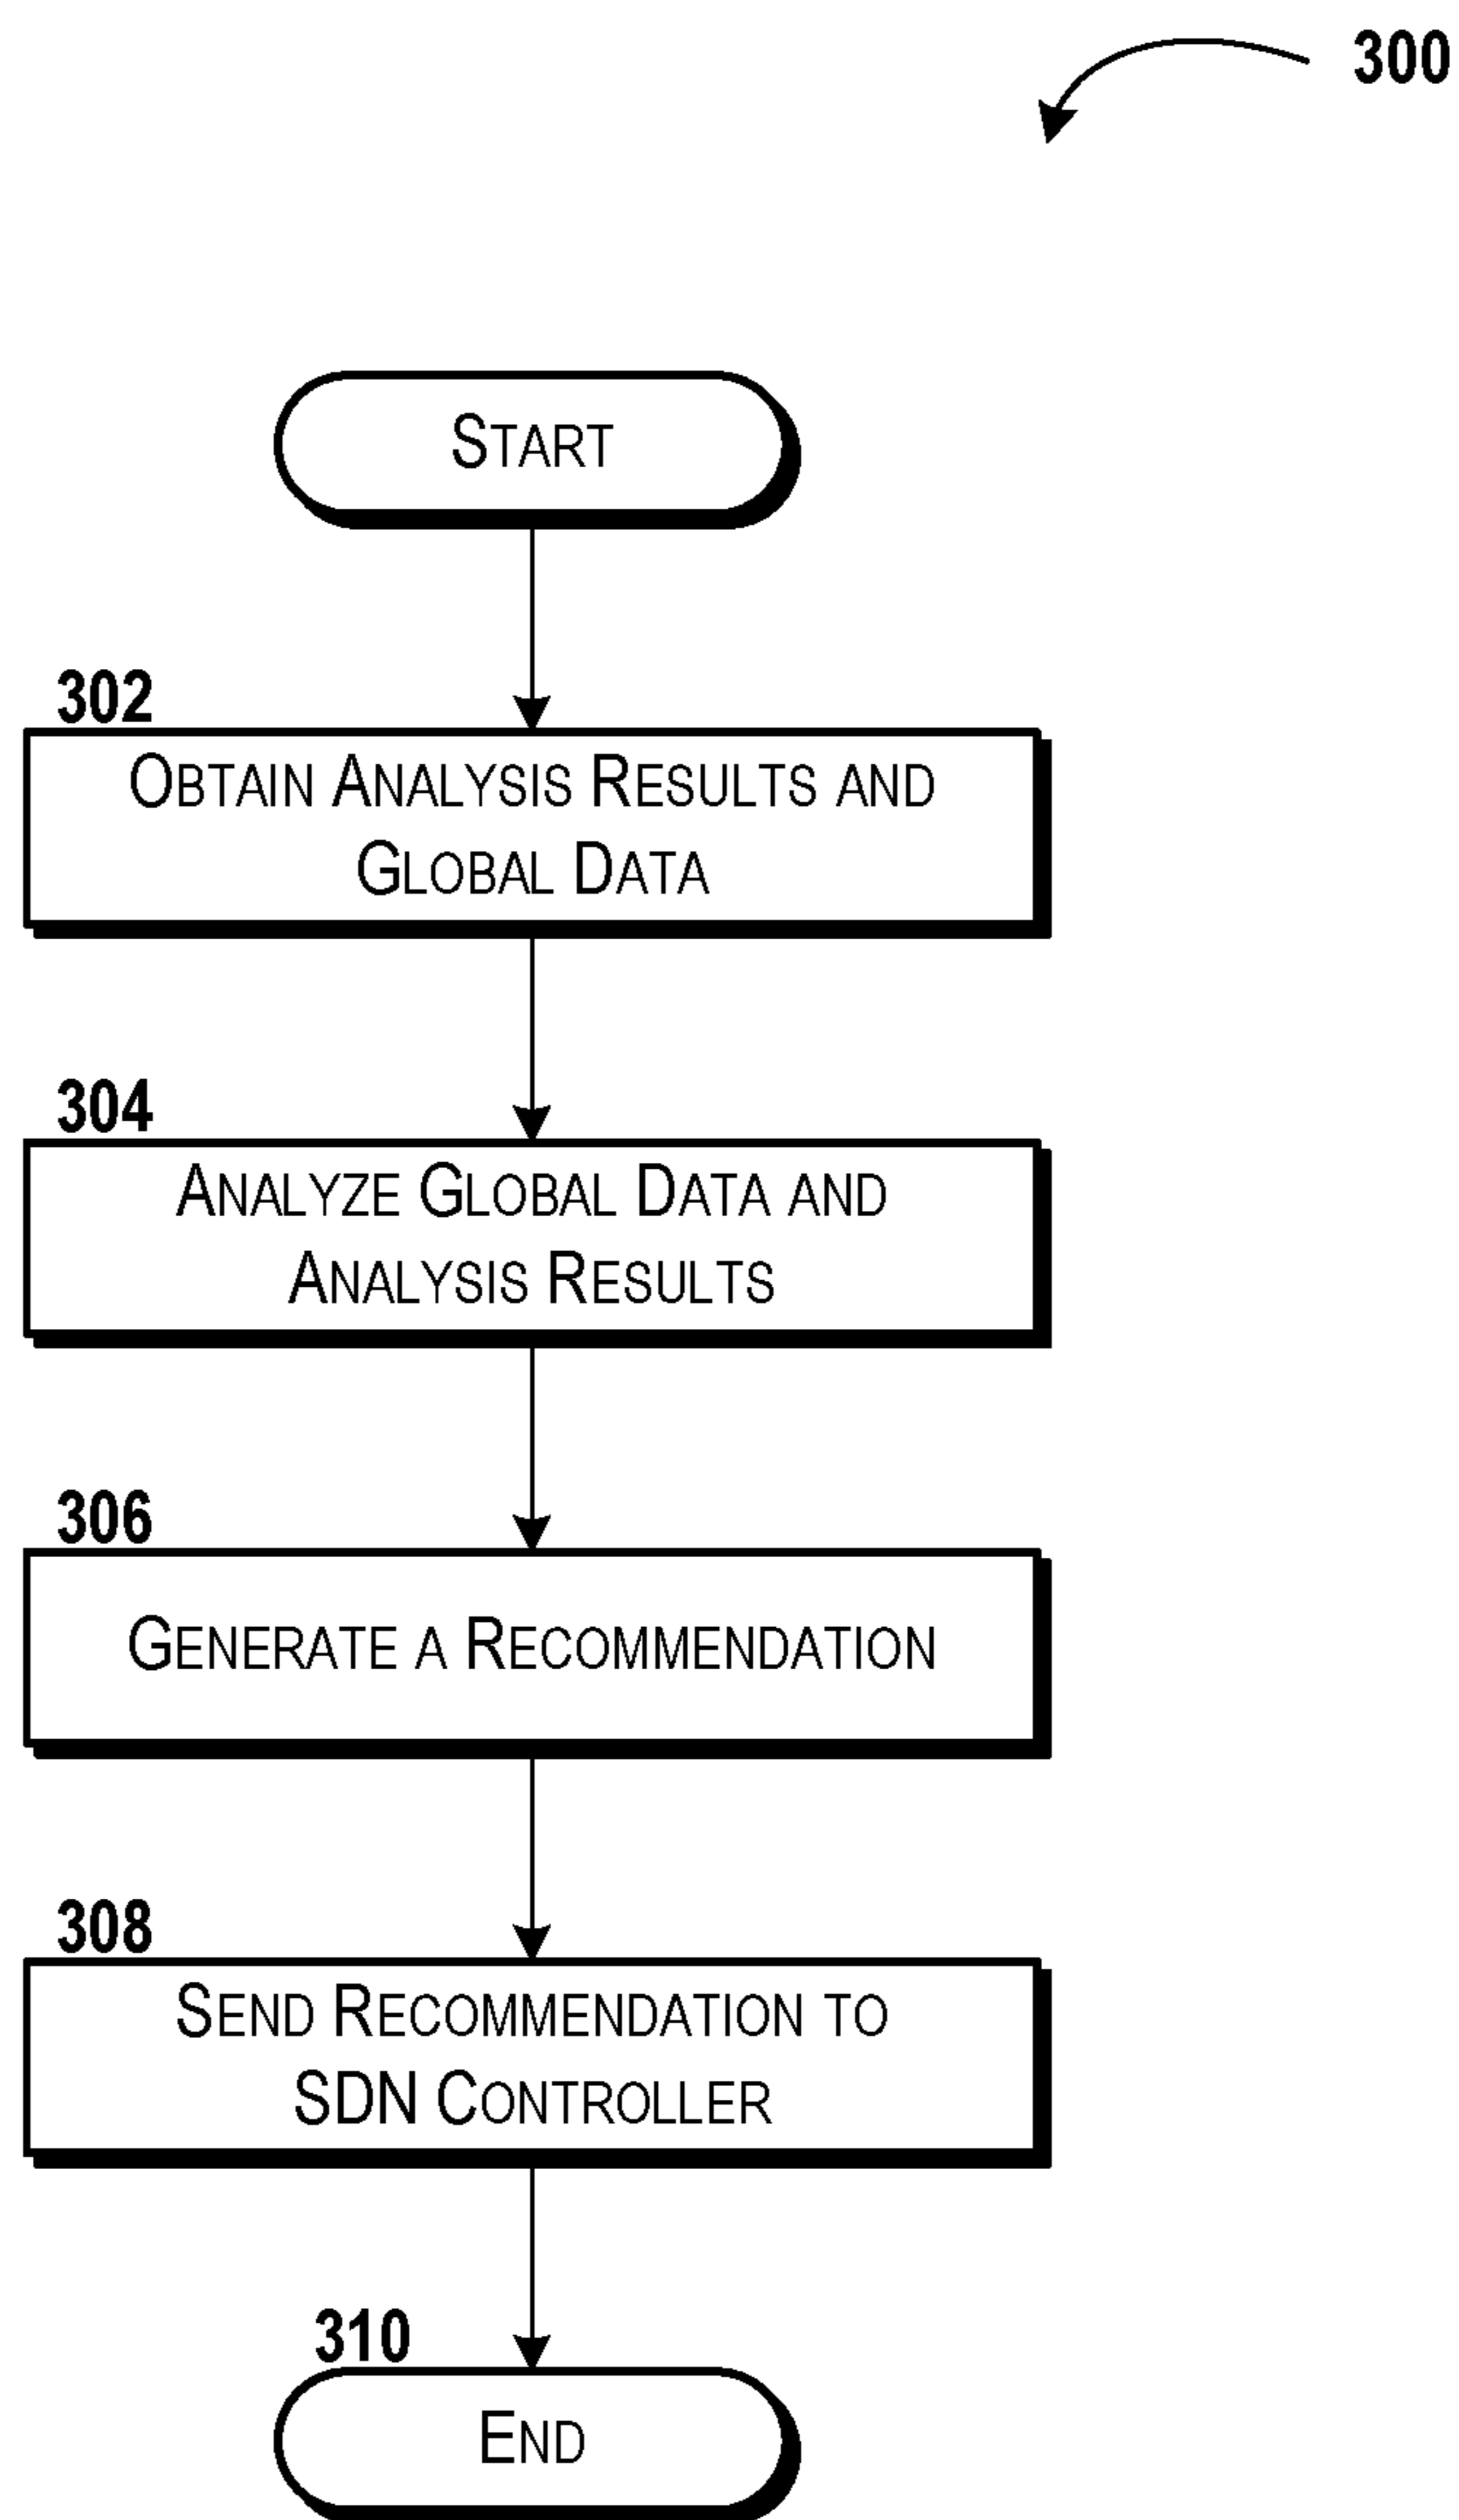 300
START
302
OBTAIN ANALYSIS RESULTS AND
GLOBAL DATA
304
ANALYZE GLOBAL DATA AND
ANALYSIS RESULTS
306
GENERATE A RECOMMENDATION
308
SEND RECOMMENDATION TO
SDN CONTROLLER
310
END